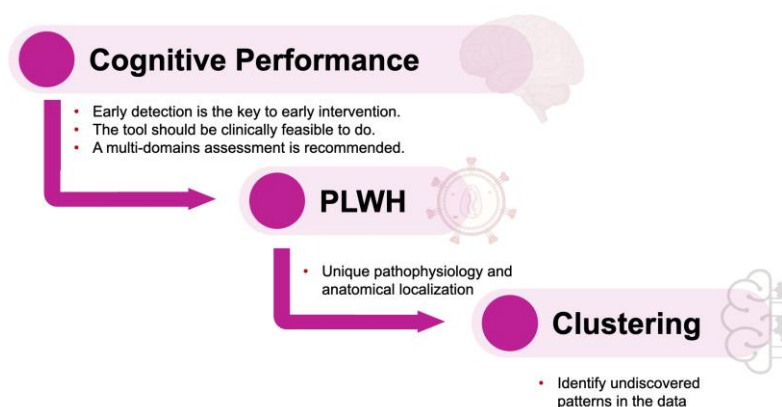 Cognitive Performance
• Early detection is the key to early intervention.
• The tool should be clinically feasible to do.
• A multi-domains assessment is recommended.
PLWH
• Unique pathophysiology and
anatomical localization
Clustering
• Identify undiscovered
patterns in the data